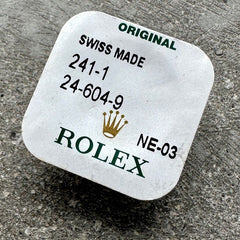 ORIGINAL
SWISS MADE
241-1
24-604-9
NE-03
ROLEX